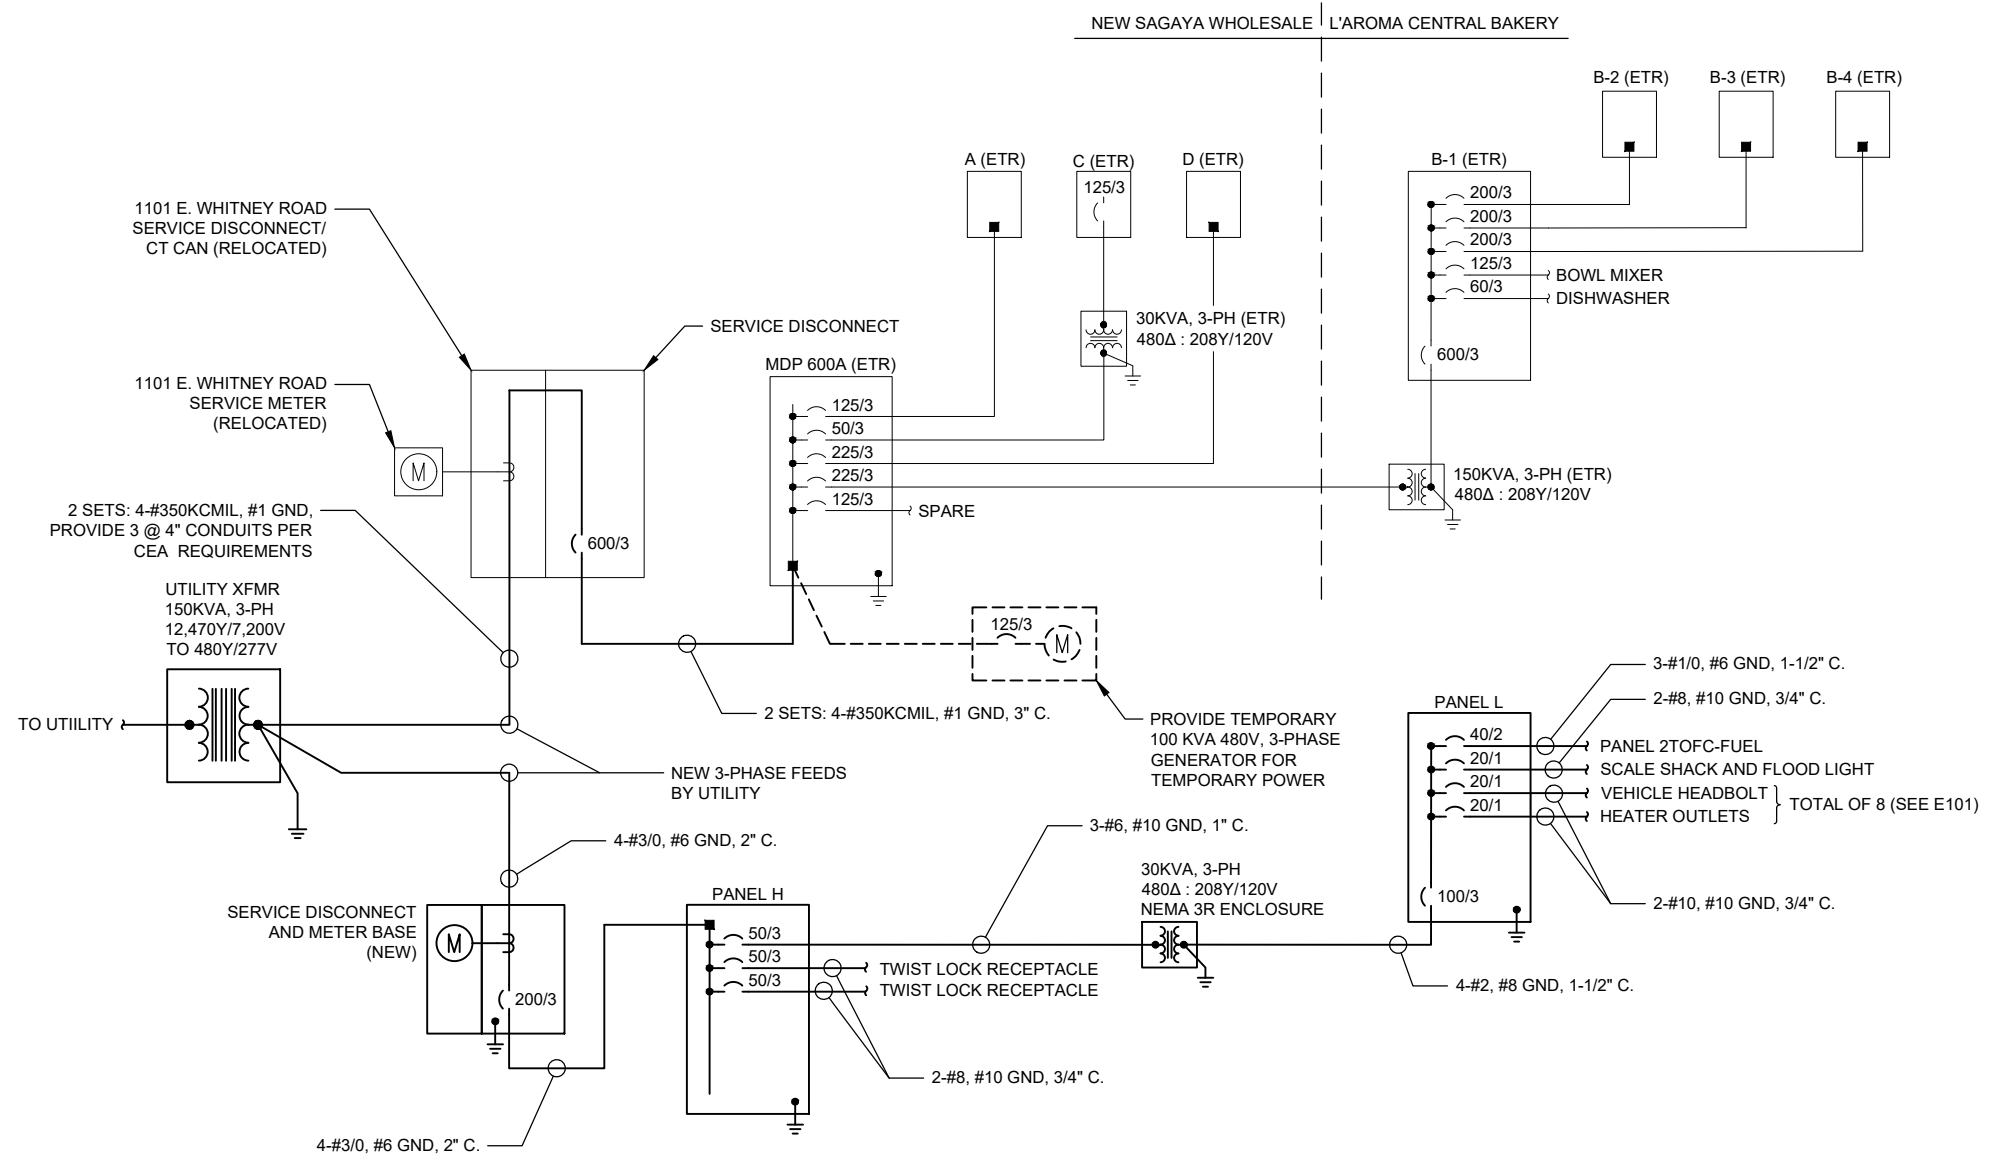 NEW SAGAYA WHOLESALE
L'AROMA CENTRAL BAKERY
B-2 (ETR)
B-3 (ETR)
B-4 (ETR)
A (ETR)
C (ETR)
D (ETR)
B-1 (ETR)
125/3
200/3
200/3
200/3
125/3
60/3
BOWL MIXER
DISHWASHER
600/3
1101 E. WHITNEY ROAD
SERVICE DISCONNECT/
CT CAN (RELOCATED)
SERVICE DISCONNECT
30KVA, 3-PH (ETR)
480Δ : 208Y/120V
1101 E. WHITNEY ROAD
SERVICE METER
(RELOCATED)
M
MDP 600A (ETR)
125/3
50/3
225/3
225/3
125/3
SPARE
150KVA, 3-PH (ETR)
480Δ : 208Y/120V
2 SETS: 4-#350KCMIL, #1 GND,
PROVIDE 3 @ 4" CONDUITS PER
CEA REQUIREMENTS
600/3
UTILITY XFMR
150KVA, 3-PH
12,470Y/7,200V
TO 480Y/277V
TO UTIILITY
125/3
M
2 SETS: 4-#350KCMIL, #1 GND, 3" C.
PROVIDE TEMPORARY
100 KVA 480V, 3-PHASE
GENERATOR FOR
TEMPORARY POWER
NEW 3-PHASE FEEDS
BY UTILITY
3-#1/0, #6 GND, 1-1/2" C.
2-#8, #10 GND, 3/4" C.
PANEL L
40/2
PANEL 2TOFC-FUEL
20/1
SCALE SHACK AND FLOOD LIGHT
20/1
VEHICLE HEADBOLT
20/1
HEATER OUTLETS
TOTAL OF 8 (SEE E101)
100/3
2-#10, #10 GND, 3/4" C.
4-#3/0, #6 GND, 2" C.
3-#6, #10 GND, 1" C.
30KVA, 3-PH
480Δ : 208Y/120V
NEMA 3R ENCLOSURE
SERVICE DISCONNECT
AND METER BASE
(NEW)
M
200/3
PANEL H
50/3
50/3
TWIST LOCK RECEPTACLE
50/3
TWIST LOCK RECEPTACLE
4-#2, #8 GND, 1-1/2" C.
2-#8, #10 GND, 3/4" C.
4-#3/0, #6 GND, 2" C.